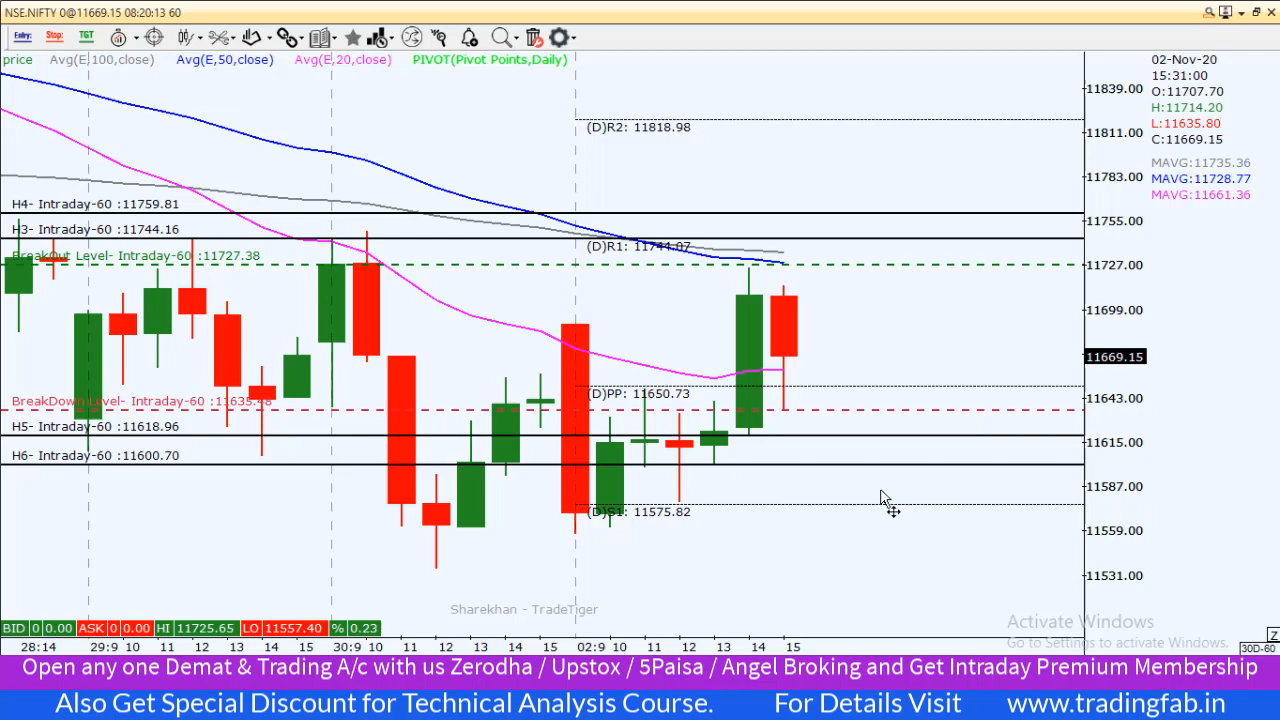 NSE.NIFTY 0@11669.15 08:20:13 60
Entry: Stop: TGT
price Avg(E,100,close) Avg(E,50,close) Avg(E,20,close) PIVOT(Pivot Points,Daily)
02-Nov-20
15:31:00
O:11707.70
H:11714.20
L:11635.80
C:11669.15
MAVG:11735.36
MAVG:11728.77
MAVG:11661.36
11839.00
11811.00
11783.00
11755.00
11727.00
11699.00
11669.15
11643.00
11615.00
11587.00
11559.00
11531.00
(D)R2: 11818.98
H4- Intraday-60 :11759.81
H3- Intraday-60 :11744.16
(D)R1: 11744.07
BreakOut Level- Intraday-60 :11727.38
(D)PP: 11650.73
BreakDown Level- Intraday-60 :11635.48
H5- Intraday-60 :11618.96
H6- Intraday-60 :11600.70
(D)S1: 11575.82
Sharekhan - TradeTiger
Activate Windows
Go to Settings to activate Windows.
BID 0 0.00 ASK 0 0.00 HI 11725.65 LO 11557.40 % 0.23
Z
28:14 29:9 10 11 12 13 14 15 30:9 10 11 12 13 14 15 02:9 10 11 12 13 14 15
30D-60
Open any one Demat & Trading A/c with us Zerodha / Upstox / 5Paisa / Angel Broking and Get Intraday Premium Membership
Also Get Special Discount for Technical Analysis Course. For Details Visit www.tradingfab.in